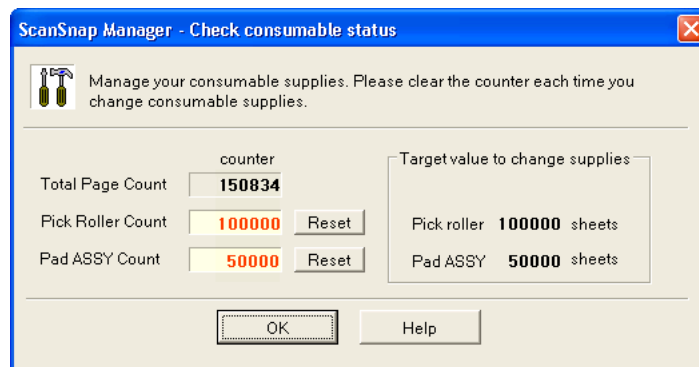 ScanSnap Manager - Check consumable status
Manage your consumable supplies. Please clear the counter each time you
change consumable supplies.
counter
Target value to change supplies
Total Page Count 150834
Pick Roller Count 100000 Reset
Pick roller 100000 sheets
Pad ASSY Count 50000 Reset
Pad ASSY 50000 sheets
OK Help